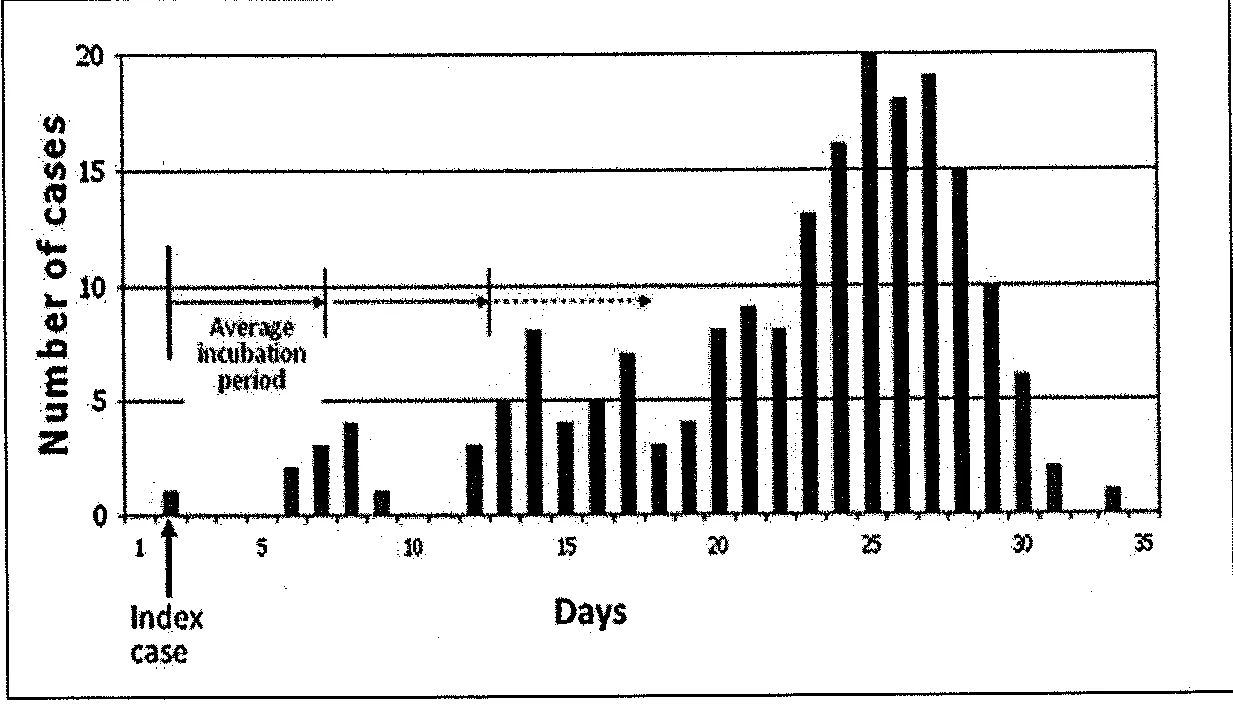 Number of cases
20
15
10
5
0
Average
incubation
period
1 5 10 15 20 25 30 35
Index
case
Days